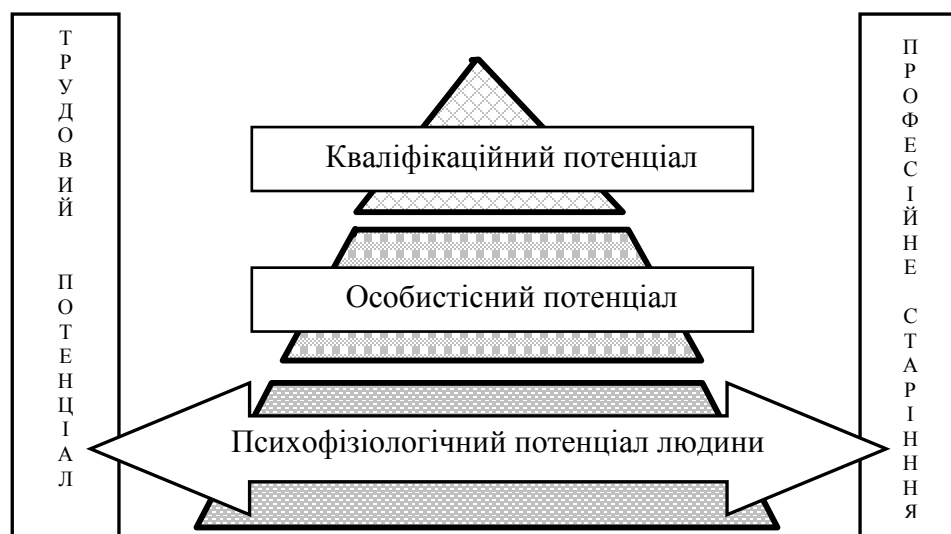 ТРУДОВИЙ ПОТЕНЦІАЛ
Кваліфікаційний потенціал
Особистісний потенціал
Психофізіологічний потенціал людини
ПРОФЕСІЙНЕ СТАРІННЯ